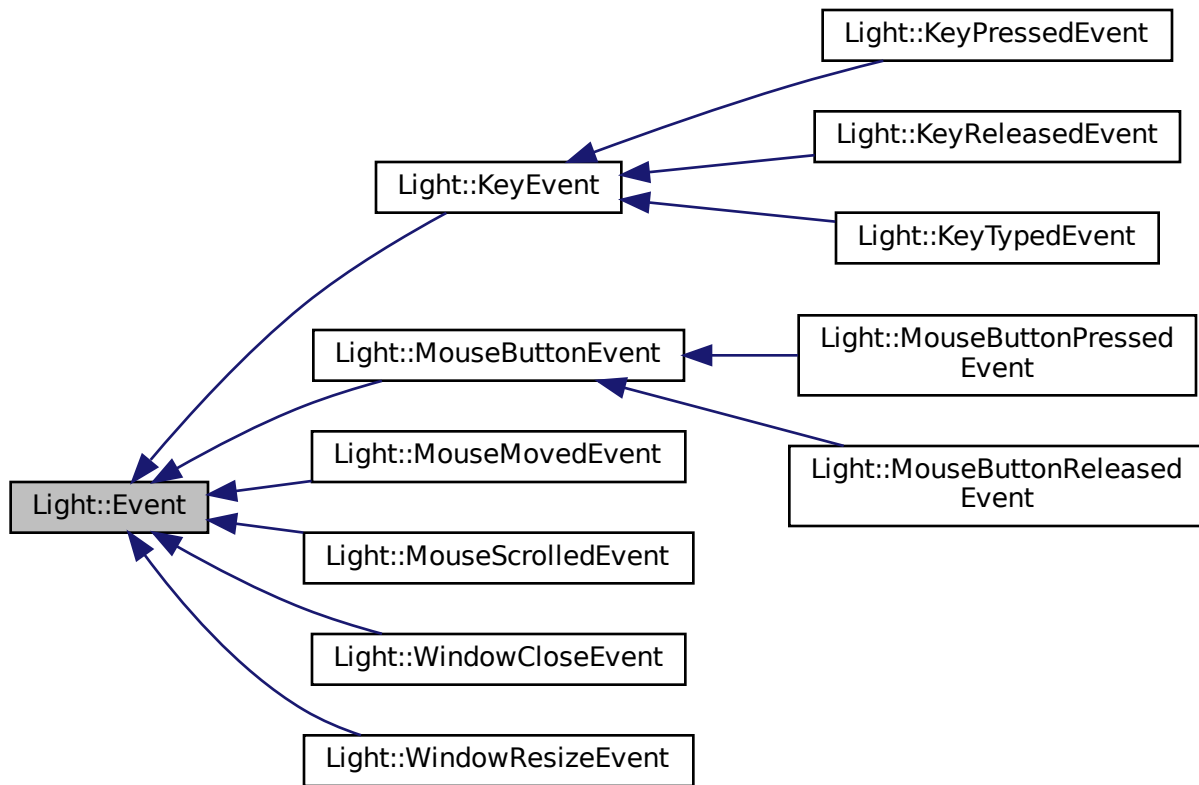 Light::KeyPressedEvent
Light::KeyReleasedEvent
Light::KeyEvent
Light::KeyTypedEvent
Light::MouseButtonPressed
Event
Light::MouseButtonEvent
Light::MouseMovedEvent
Light::MouseButtonReleased
Event
Light::Event
Light::MouseScrolledEvent
Light::WindowCloseEvent
Light::WindowResizeEvent